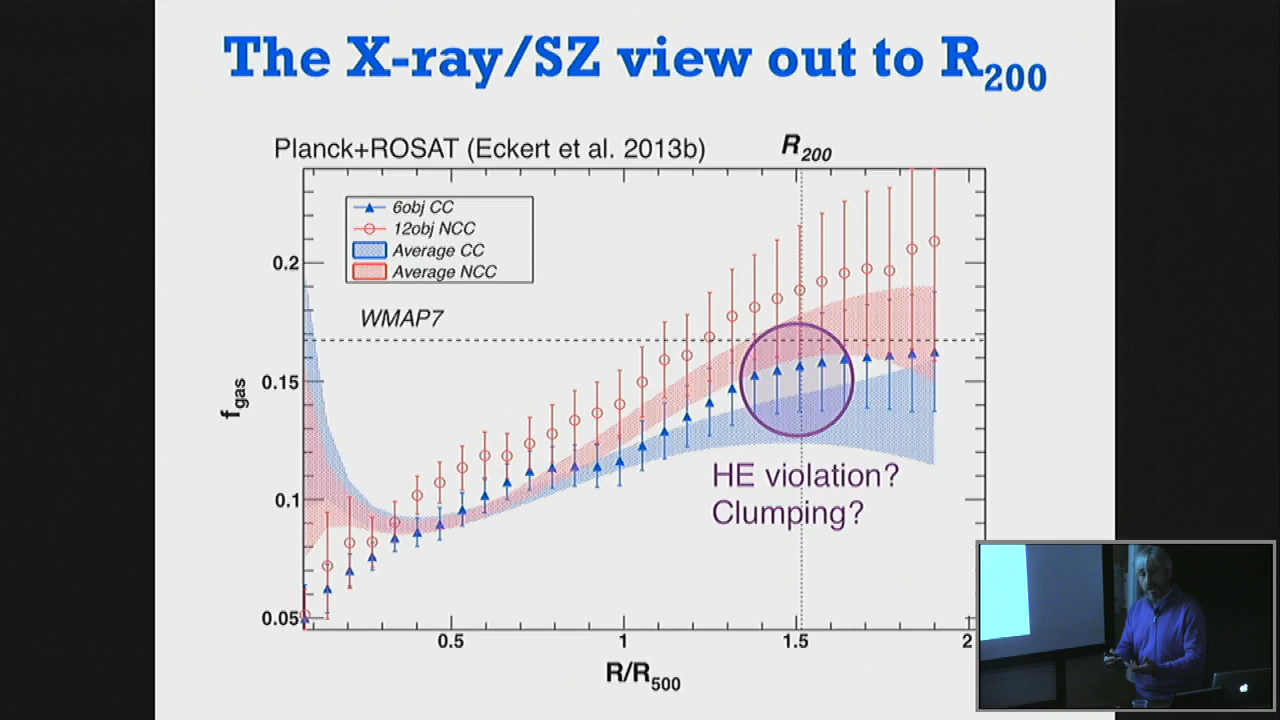 The X-ray/SZ view out to R200
Planck+ROSAT (Eckert et al. 2013b)
R200
6obj CC
12obj NCC
Average CC
Average NCC
WMAP7
0.2
0.15
0.1
0.05
fgas
HE violation?
Clumping?
0.5
1
1.5
2
R/R500